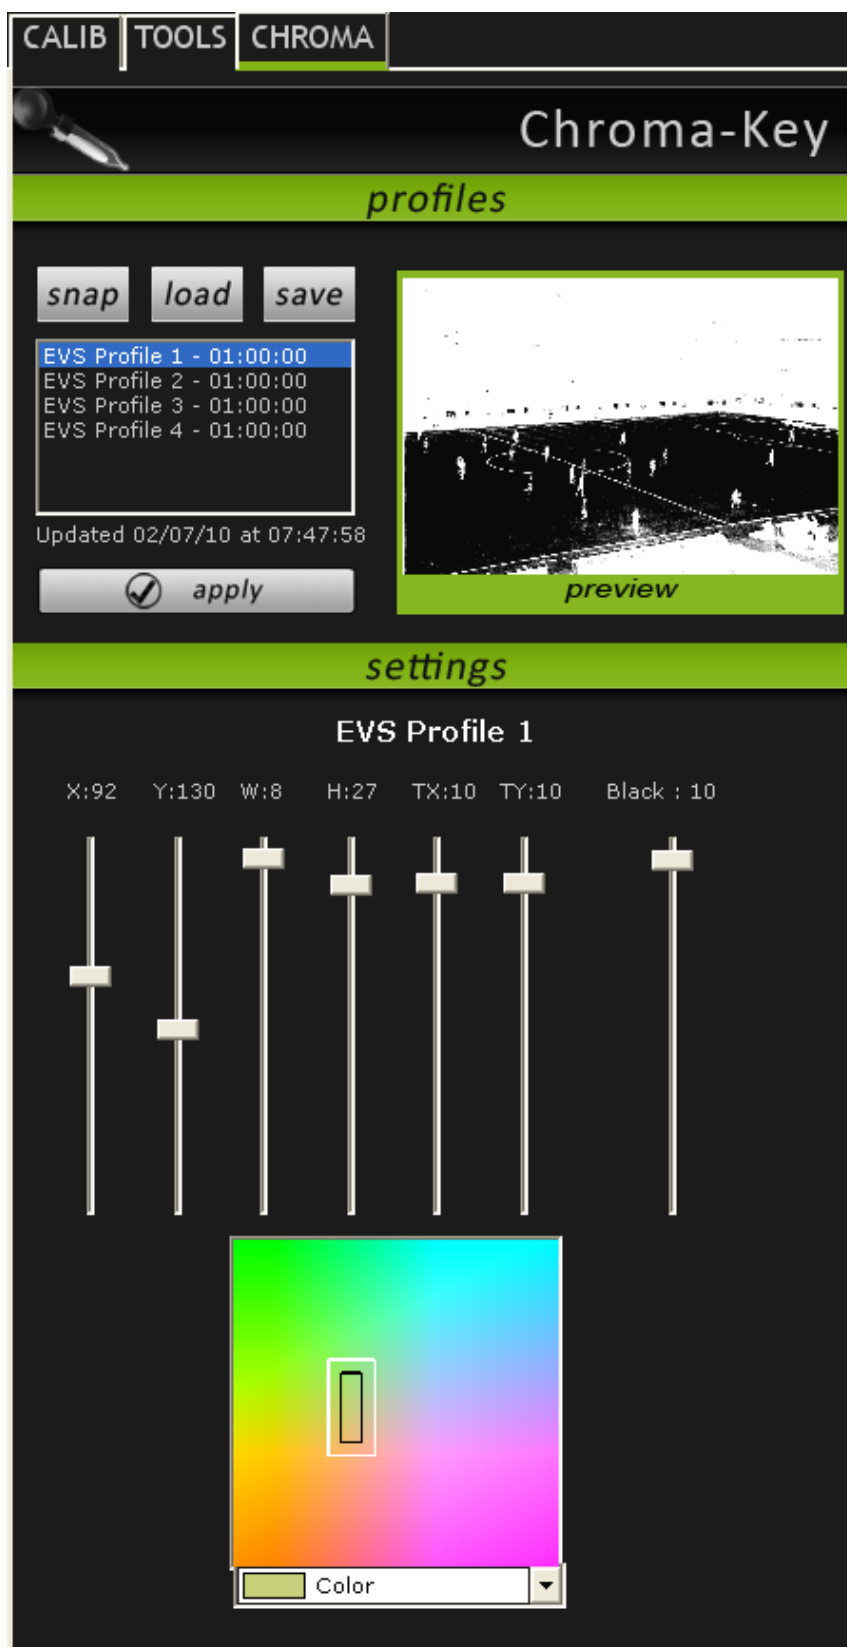 CALIB TOOLS CHROMA
Chroma-Key
profiles
snap load save
EVS Profile 1 - 01:00:00
EVS Profile 2 - 01:00:00
EVS Profile 3 - 01:00:00
EVS Profile 4 - 01:00:00
Updated 02/07/10 at 07:47:58
apply
preview
settings
EVS Profile 1
X:92 Y:130 W:8 H:27 TX:10 TY:10 Black : 10
Color